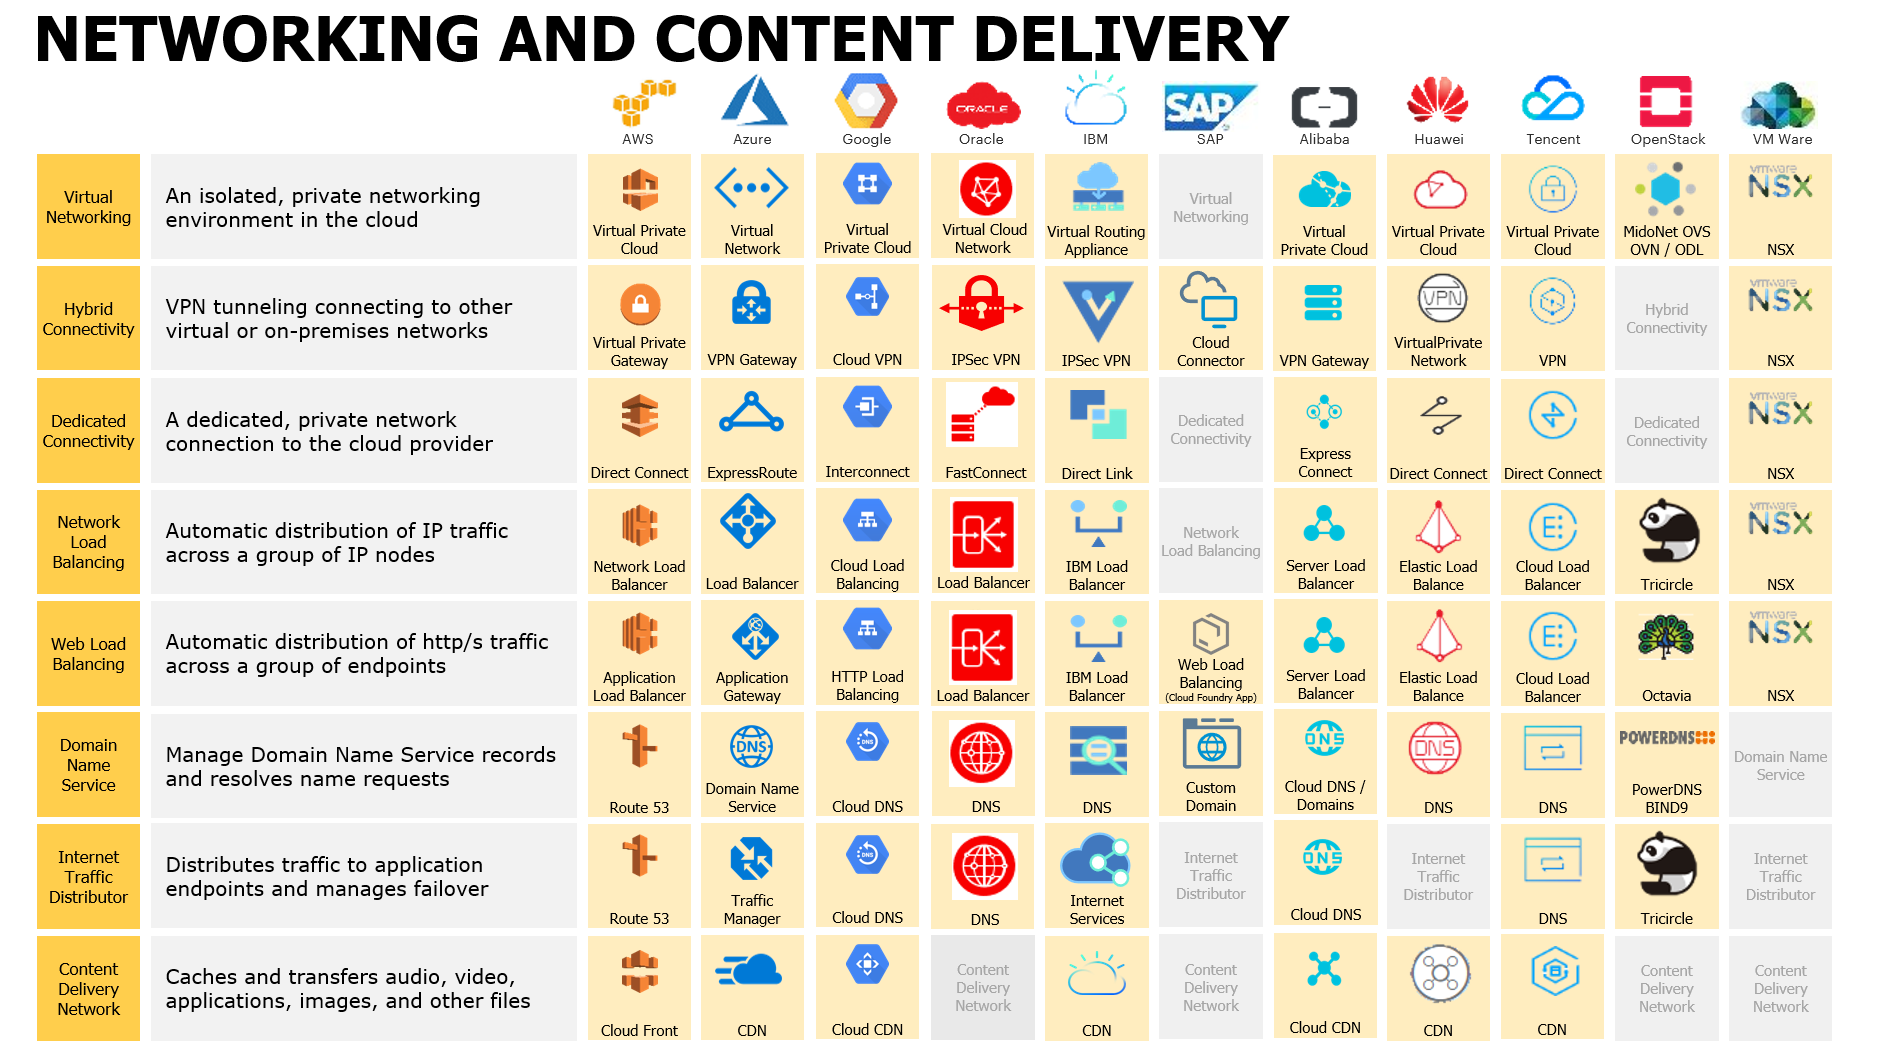 NETWORKING AND CONTENT DELIVERY
ORACLE
SAP
AWS
Azure
Google
Oracle
IBM
SAP
Alibaba
Huawei
Tencent
OpenStack
VM Ware
Virtual
Networking
An isolated, private networking
environment in the cloud
Virtual Private
Cloud
Virtual
Network
Virtual
Private Cloud
Virtual Cloud
Network
Virtual Routing
Appliance
Virtual
Networking
Virtual
Private Cloud
Virtual Private
Cloud
Virtual Private
Cloud
MidoNet OVS
OVN / ODL
vmware
NSX
NSX
Hybrid
Connectivity
VPN tunneling connecting to other
virtual or on-premises networks
Virtual Private
Gateway
VPN Gateway
Cloud VPN
IPSec VPN
IPSec VPN
Cloud
Connector
VPN Gateway
VPN
VirtualPrivate
Network
VPN
Hybrid
Connectivity
vmware
NSX
NSX
Dedicated
Connectivity
A dedicated, private network
connection to the cloud provider
Direct Connect
ExpressRoute
Interconnect
FastConnect
Direct Link
Dedicated
Connectivity
Express
Connect
Direct Connect
Direct Connect
Dedicated
Connectivity
vmware
NSX
NSX
Network
Load
Balancing
Automatic distribution of IP traffic
across a group of IP nodes
Network Load
Balancer
Load Balancer
Cloud Load
Balancing
Load Balancer
IBM Load
Balancer
Network
Load Balancing
Server Load
Balancer
Elastic Load
Balance
Cloud Load
Balancer
Tricircle
vmware
NSX
NSX
Web Load
Balancing
Automatic distribution of http/s traffic
across a group of endpoints
Application
Load Balancer
Application
Gateway
HTTP Load
Balancing
Load Balancer
IBM Load
Balancer
Web Load
Balancing
(Cloud Foundry App)
Server Load
Balancer
Elastic Load
Balance
Cloud Load
Balancer
Octavia
vmware
NSX
NSX
Domain
Name
Service
Manage Domain Name Service records
and resolves name requests
Route 53
DNS
Domain Name
Service
DNS
Cloud DNS
DNS
DNS
Custom
Domain
DNS
Cloud DNS /
Domains
DNS
DNS
DNS
POWERDNS
PowerDNS
BIND9
Domain Name
Service
Internet
Traffic
Distributor
Distributes traffic to application
endpoints and manages failover
Route 53
Traffic
Manager
DNS
Cloud DNS
DNS
Internet
Services
Internet
Traffic
Distributor
DNS
Cloud DNS
Internet
Traffic
Distributor
DNS
Tricircle
Internet
Traffic
Distributor
Content
Delivery
Network
Caches and transfers audio, video,
applications, images, and other files
Cloud Front
CDN
Cloud CDN
Content
Delivery
Network
CDN
Content
Delivery
Network
Cloud CDN
CDN
CDN
Content
Delivery
Network
Content
Delivery
Network